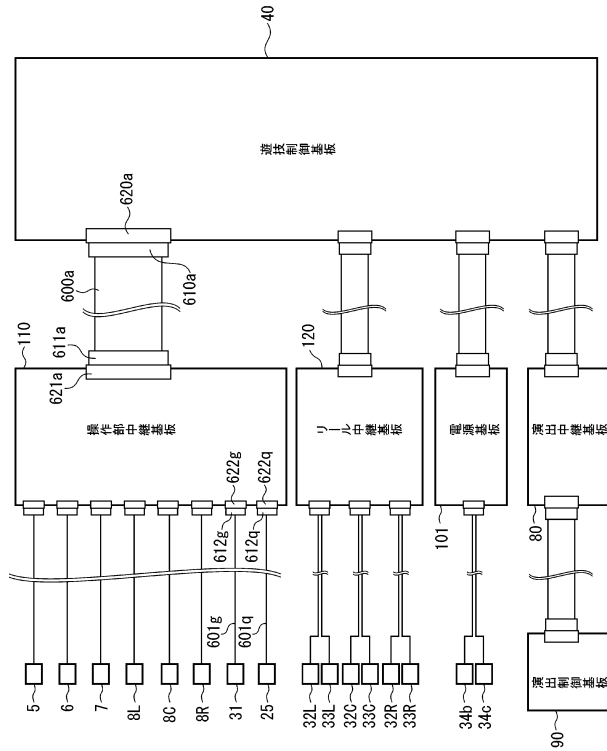 40
遊技制御基板
620a
610a
600a
611a
621a
110
操作部中継基板
622g
622q
612g
612q
601g
601q
5
6
7
8L
8C
8R
31
25
120
リール中継基板
32L
33L
32C
33C
32R
33R
電源基板
101
34b
34c
演出中継基板
80
演出制御基板
90